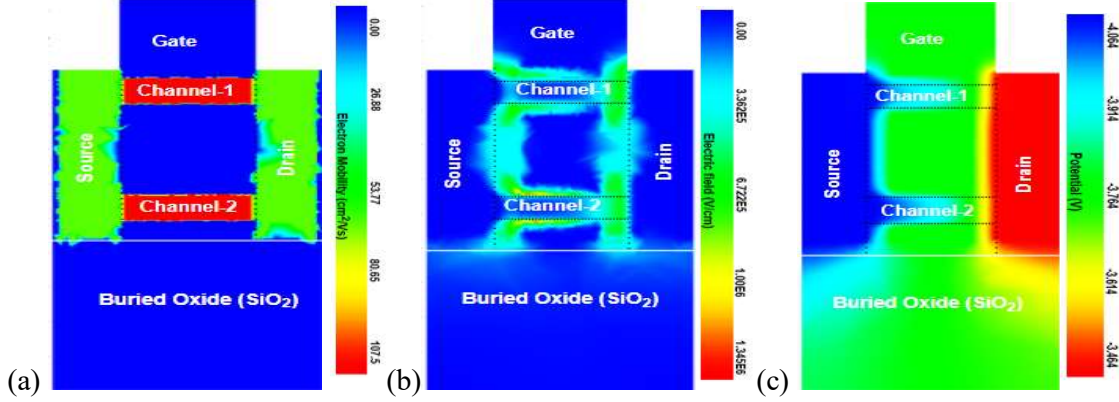 Gate
Channel-1
Source
Drain
Channel-2
Buried Oxide (SiO₂)
0.00
26.88
53.77
80.65
107.5
Electron Mobility (cm²/Vs)
(a)
Gate
Channel-1
Source
Drain
Channel-2
Buried Oxide (SiO₂)
0.00
3.362E5
6.722E5
1.00E6
1.345E6
Electric field (V/cm)
(b)
Gate
Channel-1
Source
Drain
Channel-2
Buried Oxide (SiO₂)
-4.064
-3.914
-3.764
-3.614
-3.464
Potential (V)
(c)